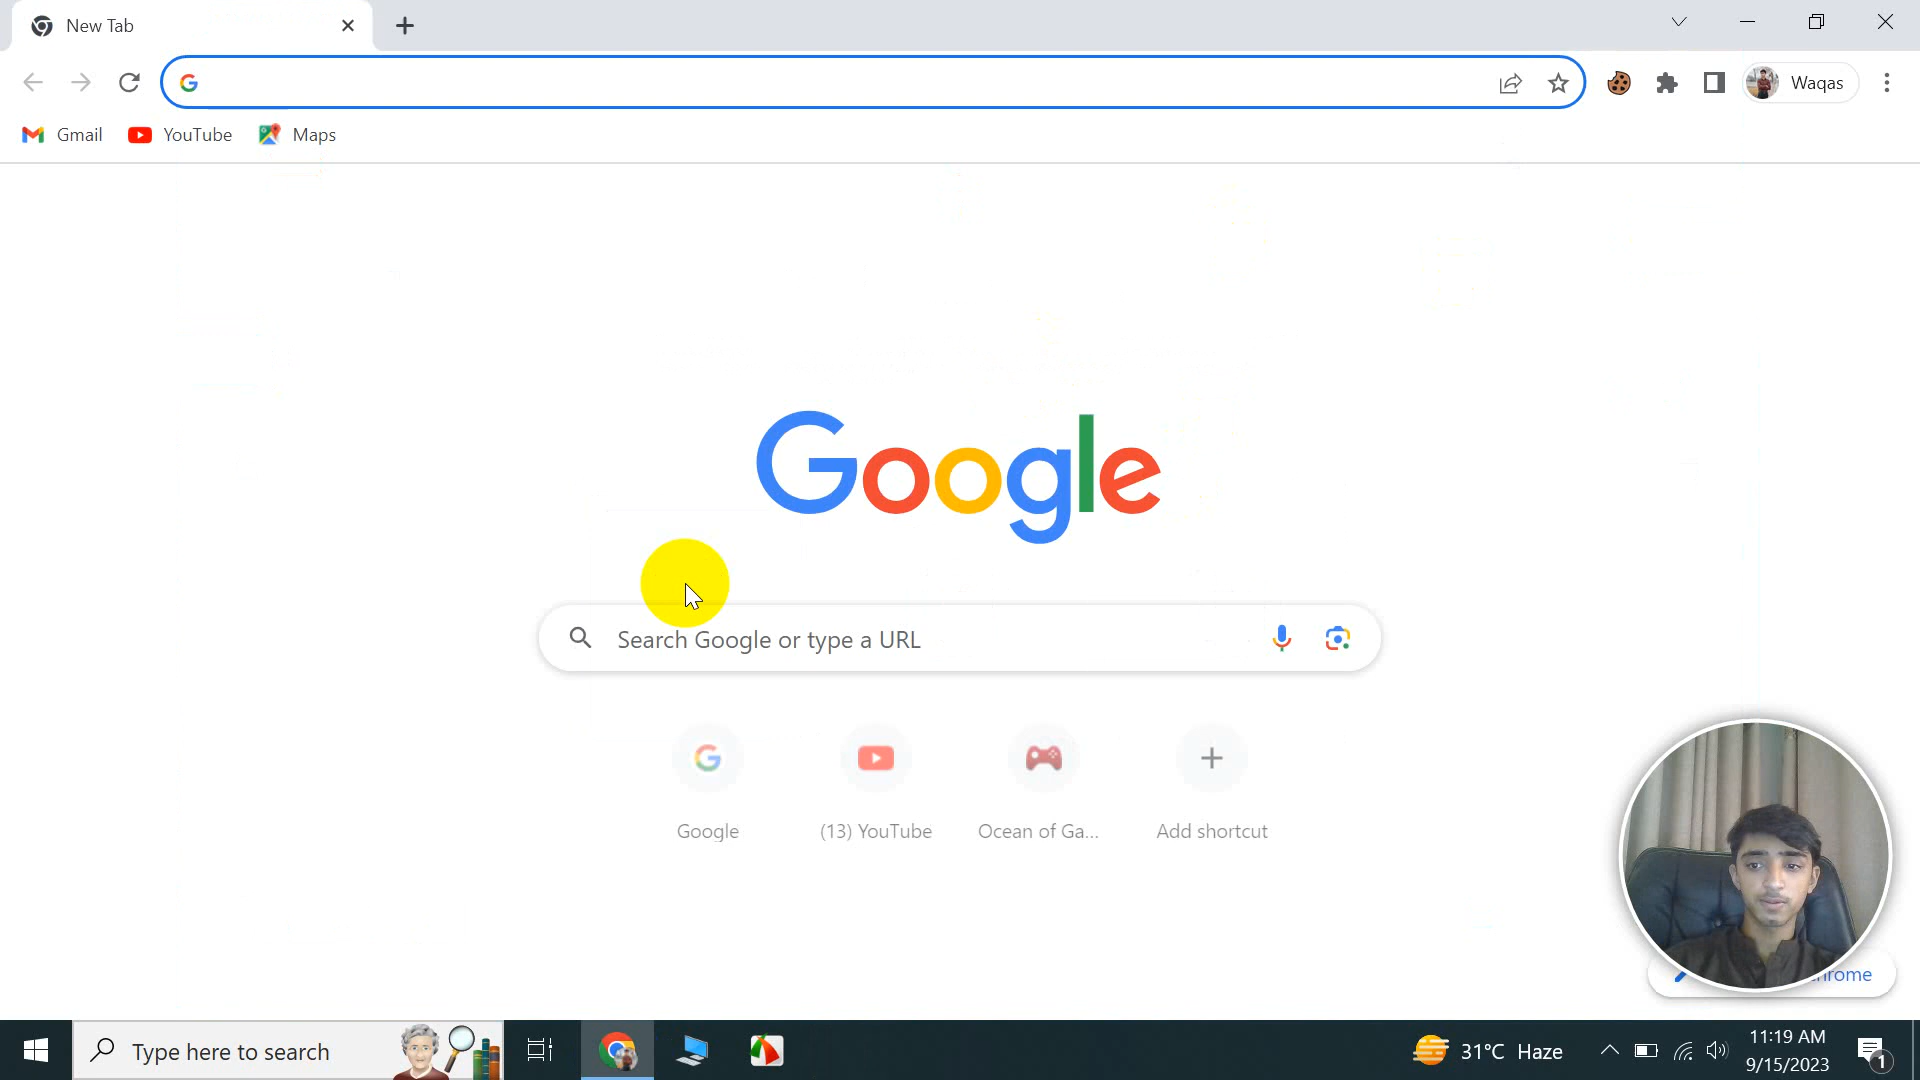 New Tab
Waqas
Gmail
YouTube
Maps
Google
Search Google or type a URL
Google
(13) YouTube
Ocean of Ga...
Add shortcut
Type here to search
31°C Haze
11:19 AM
9/15/2023
1